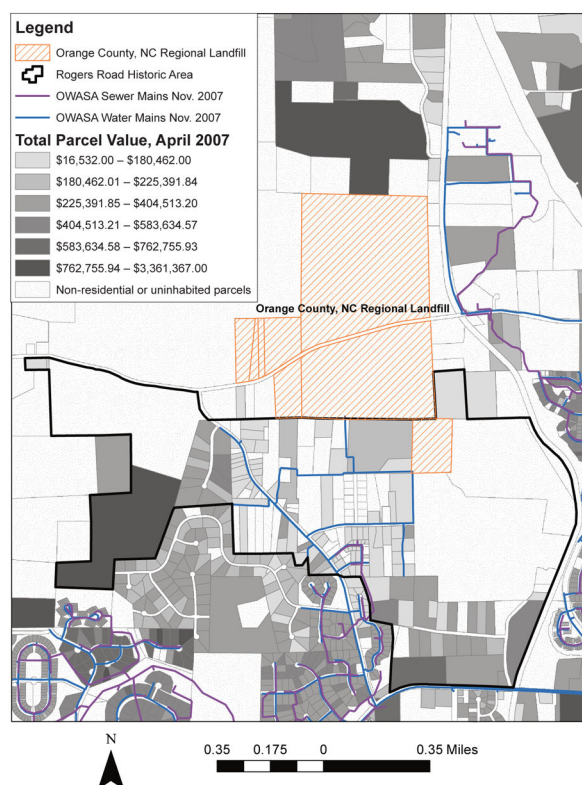 Legend
Orange County, NC Regional Landfill
Rogers Road Historic Area
OWASA Sewer Mains Nov. 2007
OWASA Water Mains Nov. 2007
Total Parcel Value, April 2007
$16,532.00 – $180,462.00
$180,462.01 – $225,391.84
$225,391.85 – $404,513.20
$404,513.21 – $583,634.57
$583,634.58 – $762,755.93
$762,755.94 – $3,361,367.00
Non-residential or uninhabited parcels
Orange County, NC Regional Landfill
N
0.35 0.175 0 0.35 Miles